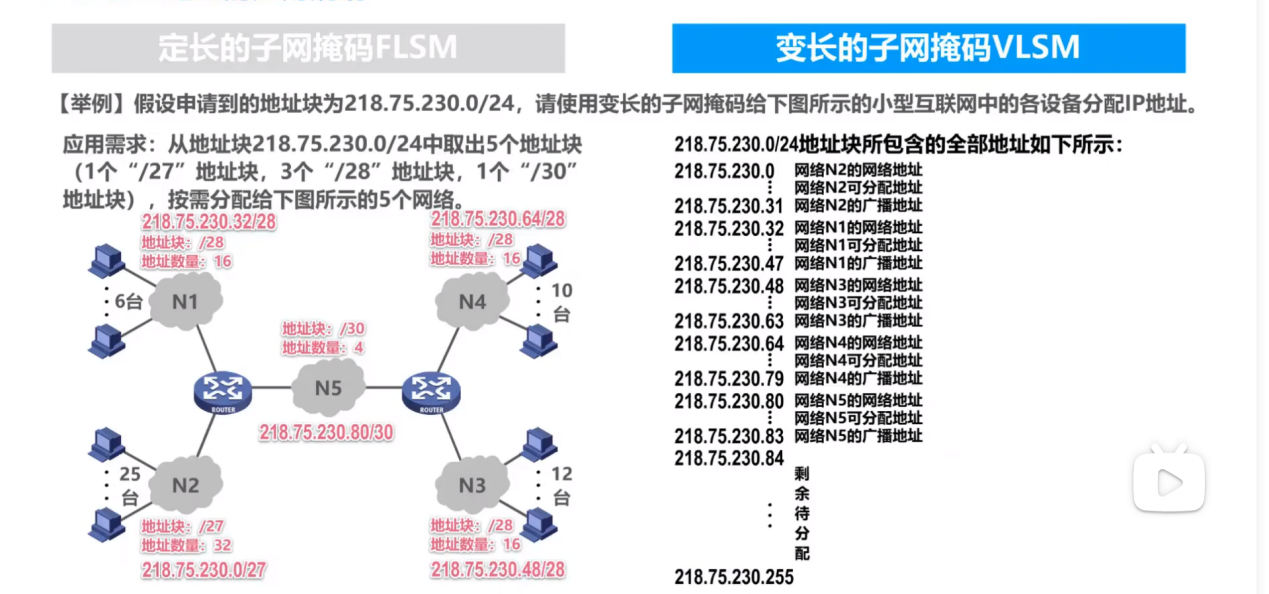 定长的子网掩码FLSM
变长的子网掩码VLSM
【举例】假设申请到的地址块为218.75.230.0/24，请使用变长的子网掩码给下图所示的小型互联网中的各设备分配IP地址。
应用需求：从地址块218.75.230.0/24中取出5个地址块
（1个“/27”地址块，3个“/28”地址块，1个“/30”
地址块），按需分配给下图所示的5个网络。
218.75.230.32/28
地址块：/28
地址数量：16
6台
N1
218.75.230.64/28
地址块：/28
地址数量：16
N4
10
台
地址块：/30
地址数量：4
N5
ROUTER
ROUTER
218.75.230.80/30
25
台
N2
地址块：/27
地址数量：32
218.75.230.0/27
N3
12
台
地址块：/28
地址数量：16
218.75.230.48/28
218.75.230.0/24地址块所包含的全部地址如下所示：
218.75.230.0 网络N2的网络地址
网络N2可分配地址
218.75.230.31 网络N2的广播地址
218.75.230.32 网络N1的网络地址
网络N1可分配地址
218.75.230.47 网络N1的广播地址
218.75.230.48 网络N3的网络地址
网络N3可分配地址
218.75.230.63 网络N3的广播地址
218.75.230.64 网络N4的网络地址
网络N4可分配地址
218.75.230.79 网络N4的广播地址
218.75.230.80 网络N5的网络地址
网络N5可分配地址
218.75.230.83 网络N5的广播地址
218.75.230.84
剩
余
待
分
配
218.75.230.255